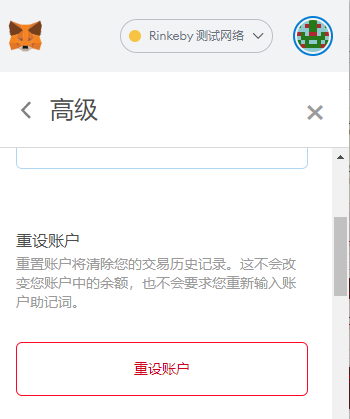 Rinkeby 测试网络
高级
重设账户
重置账户将清除您的交易历史记录。这不会改
变您账户中的余额，也不会要求您重新输入账
户助记词。
重设账户